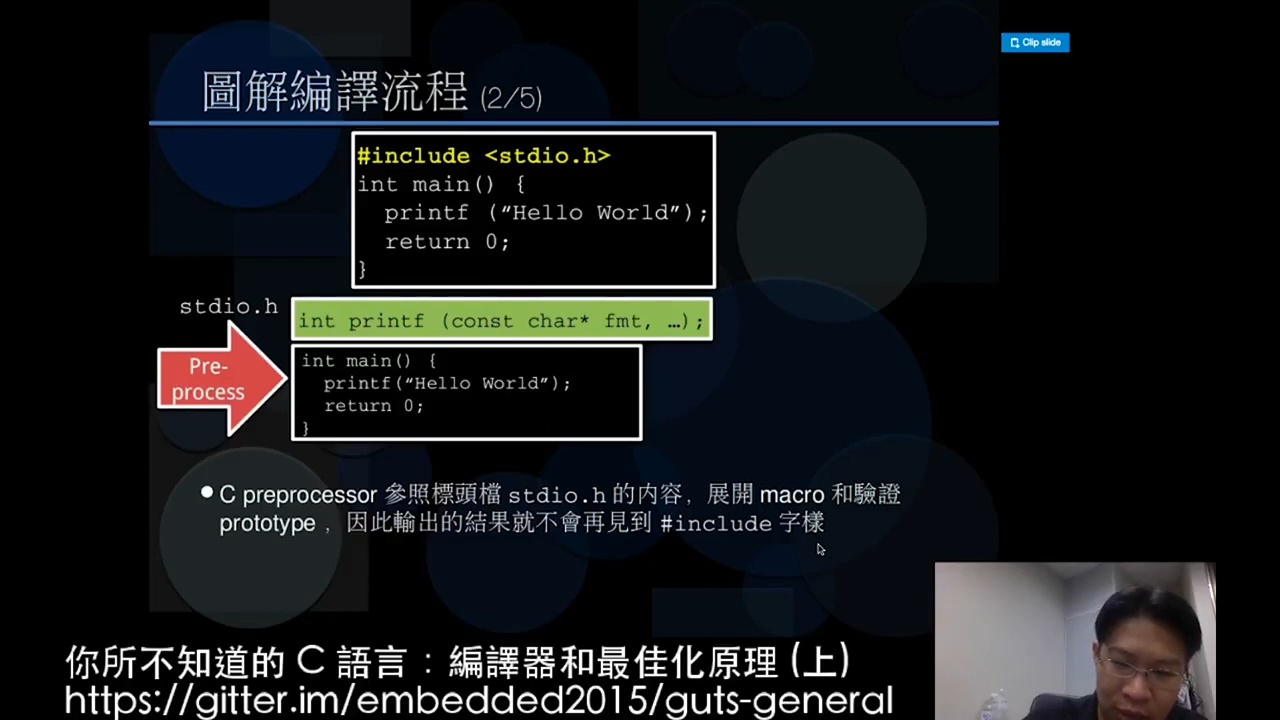 Clip slide
圖解編譯流程 (2/5)
#include <stdio.h>
int main() {
printf (“Hello World”);
return 0;
}
stdio.h
int printf (const char* fmt, …);
Pre-
process
int main() {
printf(“Hello World”);
return 0;
}
C preprocessor 參照標頭檔 stdio.h 的內容，展開 macro 和驗證
prototype ，因此輸出的結果就不會再見到 #include 字樣
你所不知道的 C 語言：編譯器和最佳化原理 (上)
https://gitter.im/embedded2015/guts-general